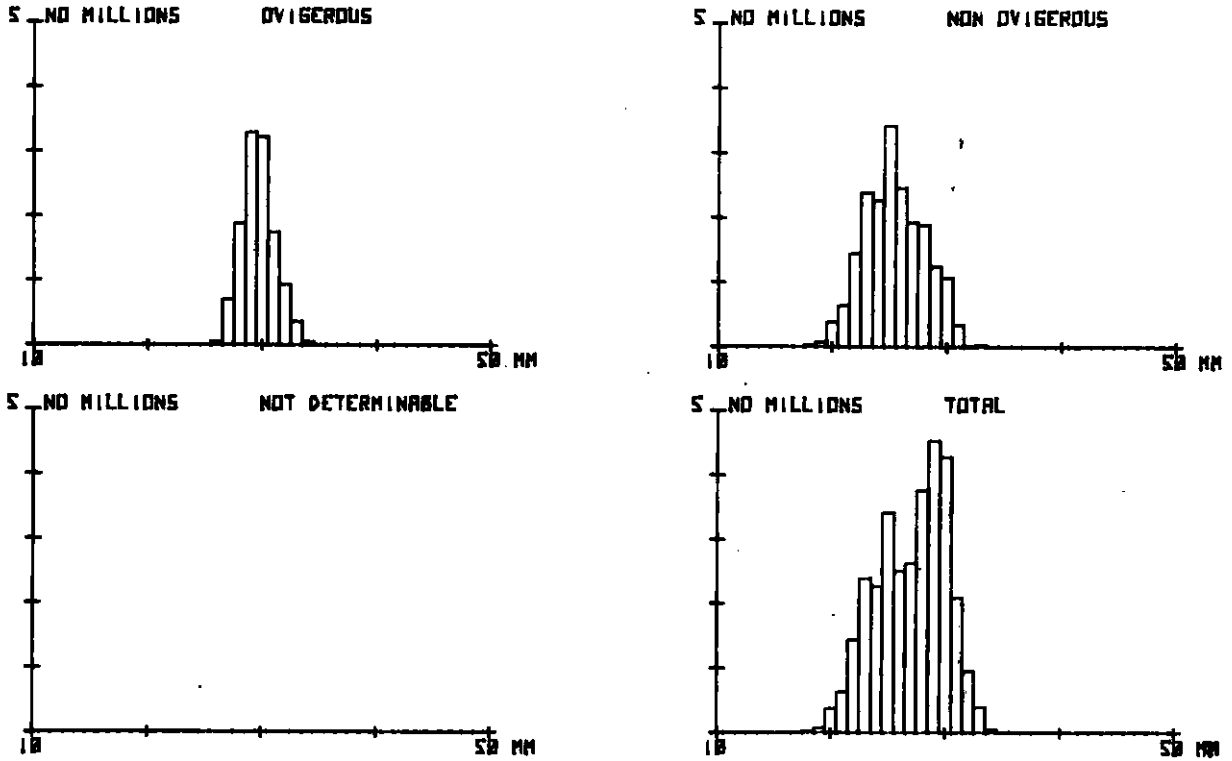 5 NO MILLIONS OVIGEROUS
10 50 MM
5 NO MILLIONS NON OVIGEROUS
10 50 MM
5 NO MILLIONS NOT DETERMINABLE
10 50 MM
5 NO MILLIONS TOTAL
10 50 MM